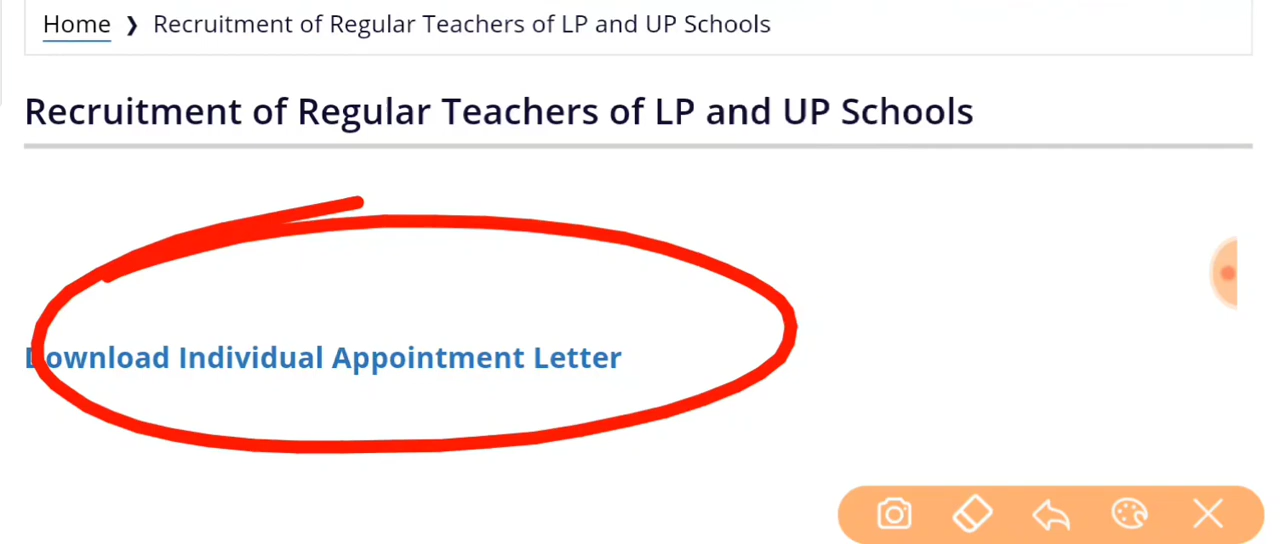 Home ❯ Recruitment of Regular Teachers of LP and UP Schools
Recruitment of Regular Teachers of LP and UP Schools
Download Individual Appointment Letter